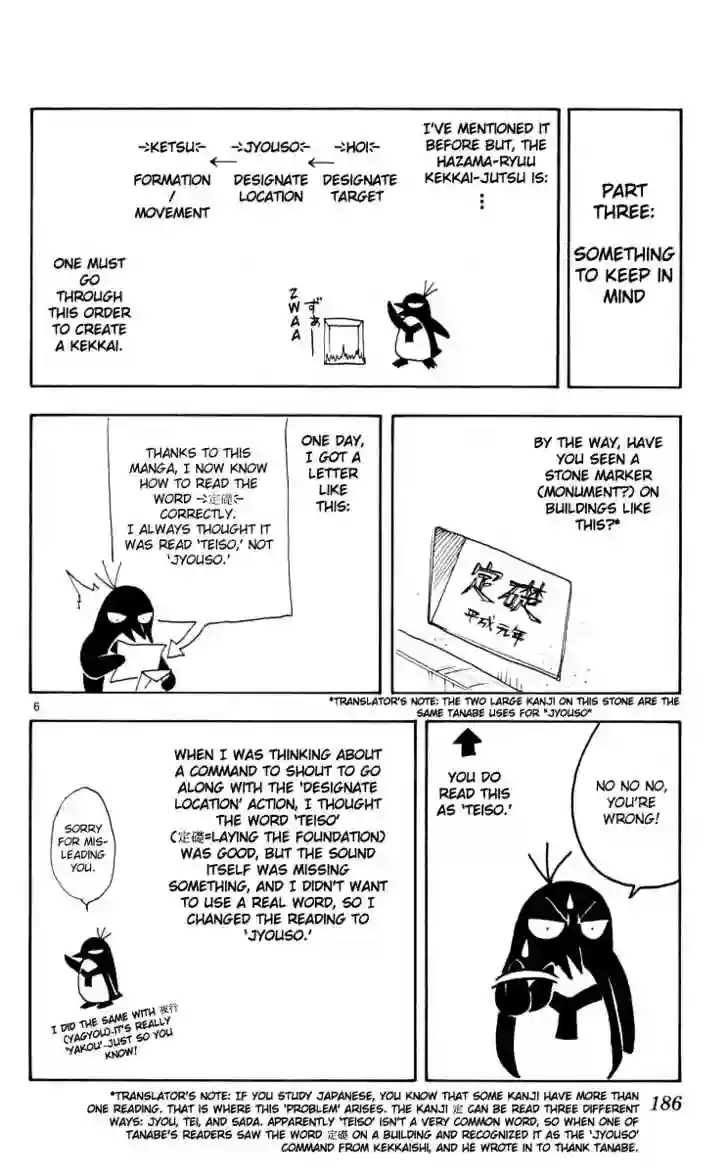 PART
THREE:
SOMETHING
TO KEEP IN
MIND
I'VE MENTIONED IT
BEFORE BUT, THE
HAZAMA-RYUU
KEKKAI-JUTSU IS:
⋮
→HOI←
DESIGNATE
TARGET
←
→JYOUSO←
DESIGNATE
LOCATION
←
→KETSU←
FORMATION
/
MOVEMENT
ZWAA
ずぁ―
ONE MUST
GO
THROUGH
THIS ORDER
TO CREATE
A KEKKAI.
BY THE WAY, HAVE
YOU SEEN A
STONE MARKER
(MONUMENT?) ON
BUILDINGS LIKE
THIS?*
定礎
平成元年
ONE DAY,
I GOT A
LETTER
LIKE
THIS:
THANKS TO THIS
MANGA, I NOW KNOW
HOW TO READ THE
WORD →定礎←
CORRECTLY.
I ALWAYS THOUGHT IT
WAS READ 'TEISO,' NOT
'JYOUSO.'
6
*TRANSLATOR'S NOTE: THE TWO LARGE KANJI ON THIS STONE ARE THE
SAME TANABE USES FOR "JYOUSO"
NO NO NO,
YOU'RE
WRONG!
YOU DO
READ THIS
AS 'TEISO.'
WHEN I WAS THINKING ABOUT
A COMMAND TO SHOUT TO GO
ALONG WITH THE 'DESIGNATE
LOCATION' ACTION, I THOUGHT
THE WORD 'TEISO'
(定礎=LAYING THE FOUNDATION)
WAS GOOD, BUT THE SOUND
ITSELF WAS MISSING
SOMETHING, AND I DIDN'T WANT
TO USE A REAL WORD, SO I
CHANGED THE READING TO
'JYOUSO.'
SORRY
FOR MIS-
LEADING
YOU.
I DID THE SAME WITH 夜行
(YAGYOU)-IT'S REALLY
'YAKOU'-JUST SO YOU
KNOW!
*TRANSLATOR'S NOTE: IF YOU STUDY JAPANESE, YOU KNOW THAT SOME KANJI HAVE MORE THAN
ONE READING. THAT IS WHERE THIS 'PROBLEM' ARISES. THE KANJI 定 CAN BE READ THREE DIFFERENT
WAYS: JYOU, TEI, AND SADA. APPARENTLY 'TEISO' ISN'T A VERY COMMON WORD, SO WHEN ONE OF
TANABE'S READERS SAW THE WORD 定礎 ON A BUILDING AND RECOGNIZED IT AS THE 'JYOUSO'
COMMAND FROM KEKKAISHI, AND HE WROTE IN TO THANK TANABE.
186